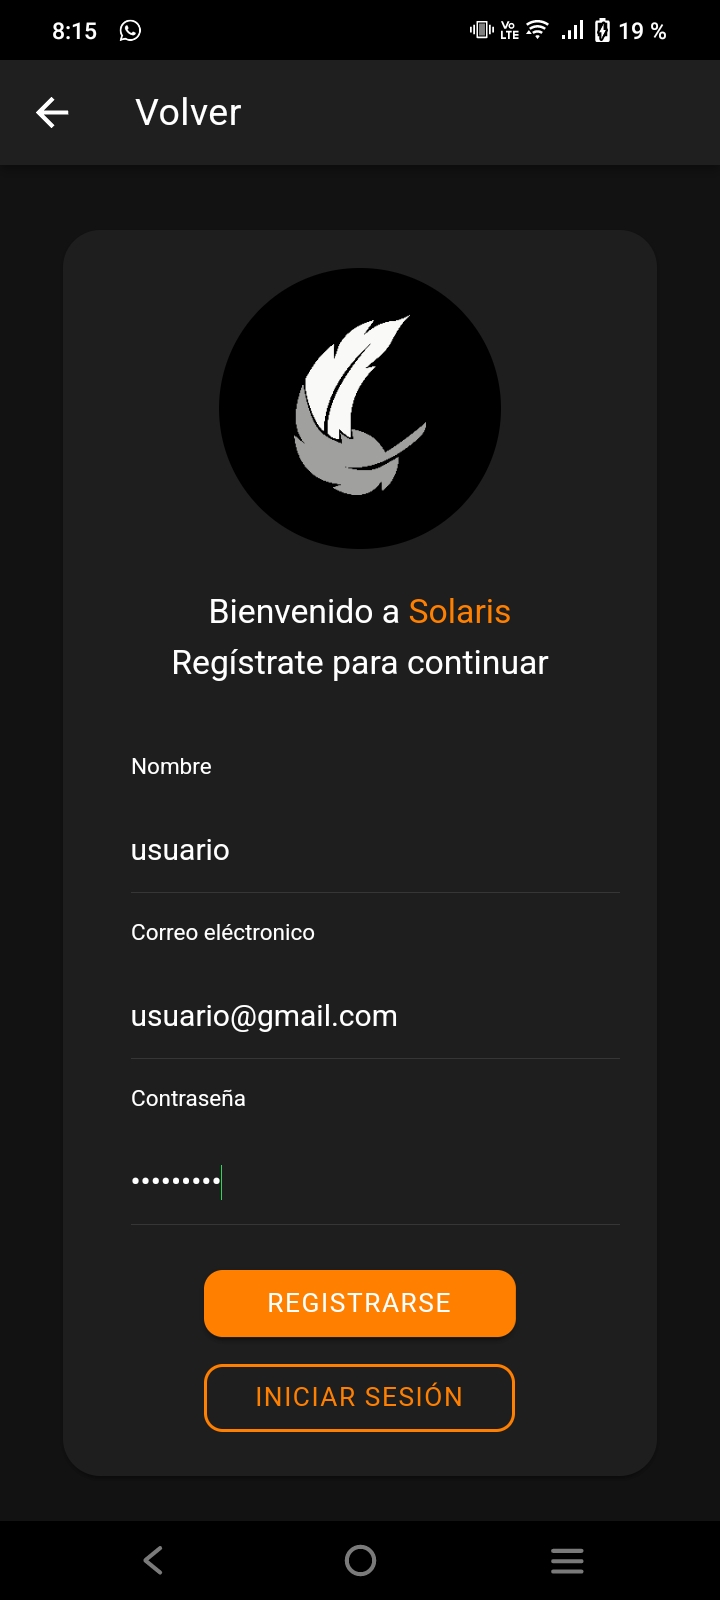 8:15
Vo LTE 19 %
Volver
Bienvenido a Solaris
Regístrate para continuar
Nombre
usuario
Correo eléctronico
usuario@gmail.com
Contraseña
•••••••••
REGISTRARSE
INICIAR SESIÓN